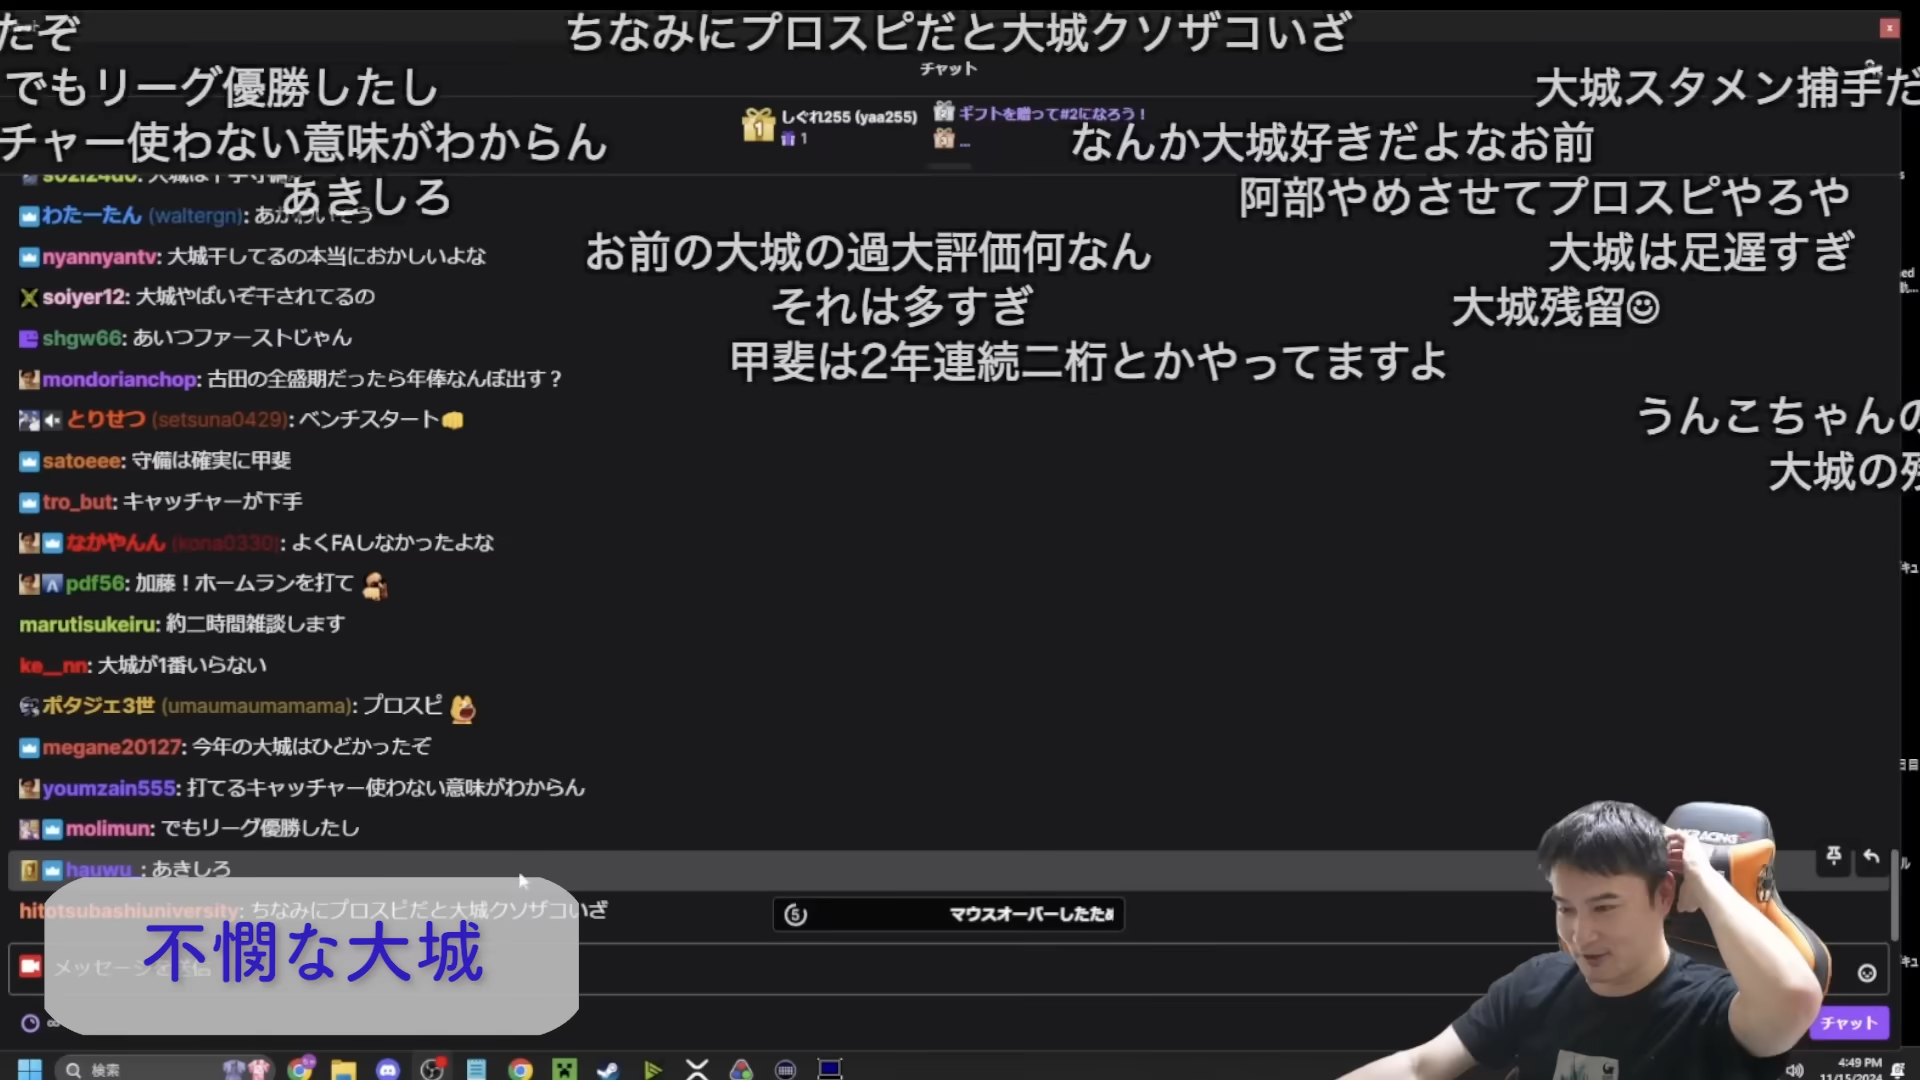 たぞ
ちなみにプロスピだと大城クソザコいざ
チャット
でもリーグ優勝したし
大城スタメン捕手だ
しぐれ255 (yaa255)
1
ギフトを贈って#2になろう！
チャー使わない意味がわからん
なんか大城好きだよなお前
あきしろ
阿部やめさせてプロスピやろや
わたーたん (waltergn):
nyannyantv: 大城干してるの本当におかしいよな
お前の大城の過大評価何なん
大城は足遅すぎ
soiyer12: 大城やばいぞ干されてるの
それは多すぎ
大城残留
shgw66: あいつファーストじゃん
甲斐は2年連続二桁とかやってますよ
mondorianchop: 古田の全盛期だったら年俸なんぼ出す？
とりせつ (setsuna0429): ベンチスタート
うんこちゃんの
satoeee: 守備は確実に甲斐
大城の残
tro_but: キャッチャーが下手
なかやんん (kona0330): よくFAしなかったよな
pdf56: 加藤！ホームランを打て
marutisukeiru: 約二時間雑談します
ke__nn: 大城が1番いらない
ポタジェ3世 (umaumaumamama): プロスピ
megane20127: 今年の大城はひどかったぞ
youmzain555: 打てるキャッチャー使わない意味がわからん
molimun: でもリーグ優勝したし
hauwu_: あきしろ
hitotsubashiuniversity: ちなみにプロスピだと大城クソザコいざ
5
マウスオーバーしたため
不憫な大城
メッセージを送信
チャット
検索
4:49 PM
11/15/2024